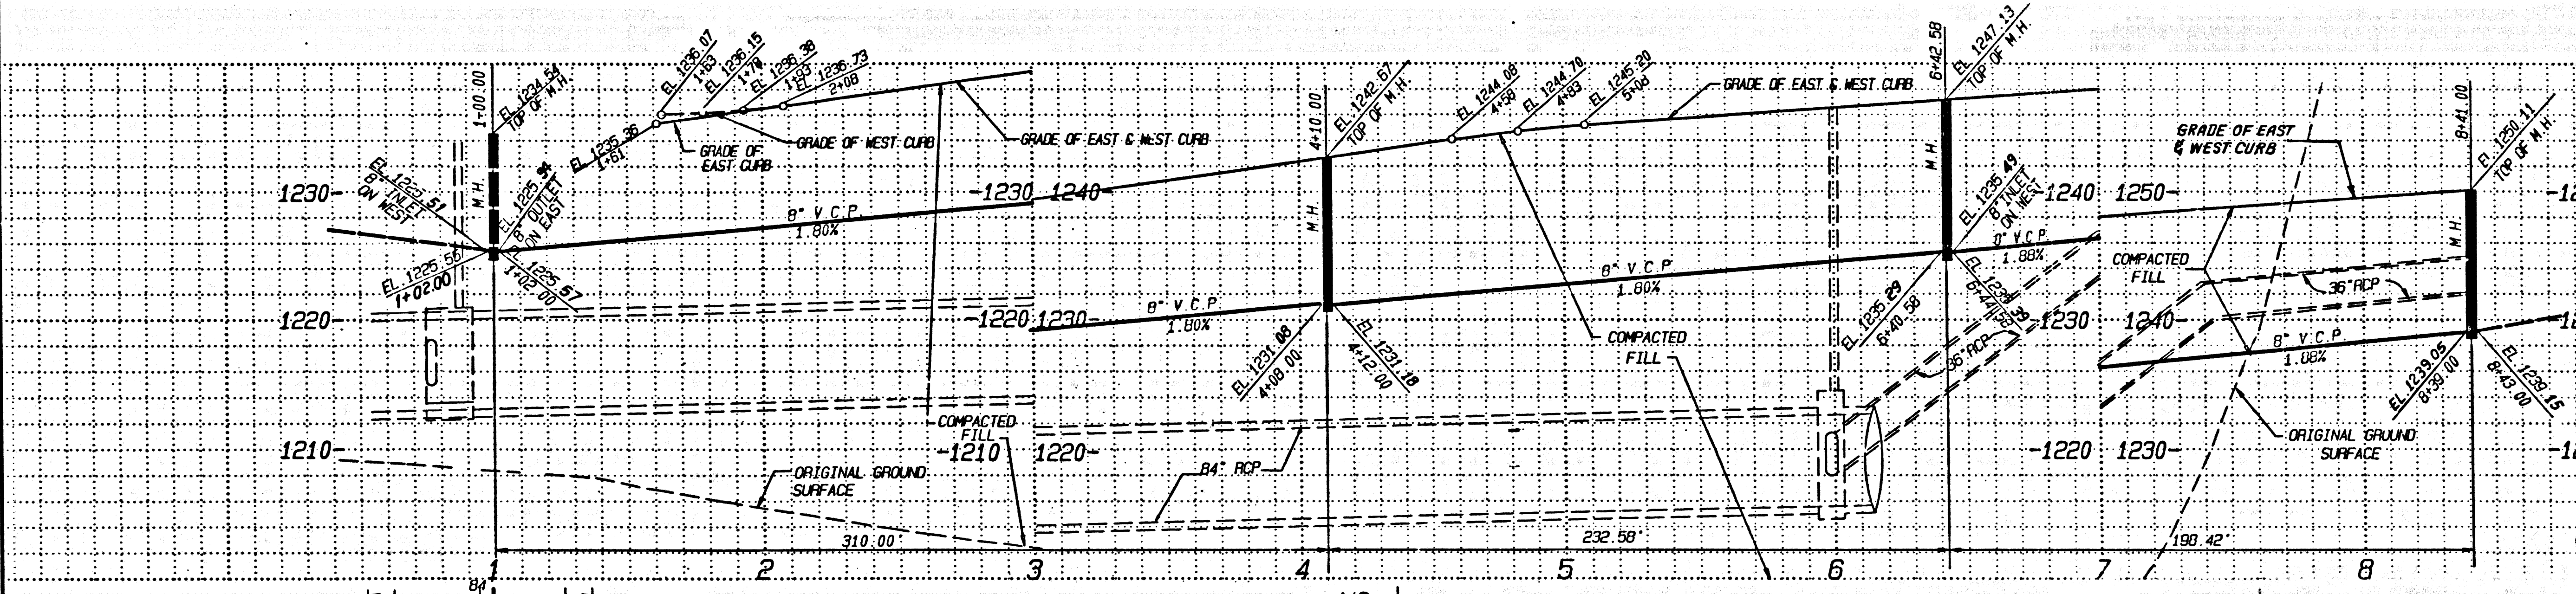 1-00.00
EL. 1234.54
TOP OF M.H.
EL. 1236.07
1+63
EL. 1236.15
1+78
EL. 1236.38
1+93
EL. 1236.73
2+08
EL. 1235.36
1+61
GRADE OF
EAST CURB
GRADE OF WEST CURB
GRADE OF EAST & WEST CURB
EL. 1225.51
8" INLET
ON WEST
M.H.
8" OUTLET
ON EAST
EL. 1225.55
1+02.00
EL. 1225.57
1+02.00
8" V.C.P.
1.80%
1230
1220
1210
1230 1240
1220 1230
1210 1220
ORIGINAL GROUND
SURFACE
COMPACTED
FILL
310.00
8" V.C.P
1.80%
84" RCP
4+10.00
EL. 1242.67
TOP OF M.H.
M.H.
EL. 1244.08
4+58
EL. 1244.70
4+83
EL. 1245.20
5+08
GRADE OF EAST & WEST CURB
EL. 1231.08
4+08.00
EL. 1231.18
4+12.00
8" V.C.P
1.80%
COMPACTED
FILL
232.58'
6+42.58
EL. 1247.13
TOP OF M.H.
M.H.
EL. 1235.49
8" INLET
ON WEST
EL. 1235.29
6+40.58
6+44.58
36" RCP
8" V.C.P.
1.88%
1240 1250
1230 1240
1220 1230
GRADE OF EAST
& WEST CURB
COMPACTED
FILL
36" RCP
8" V.C.P
1.88%
8+41.00
EL. 1250.11
TOP OF M.H.
M.H.
EL. 1239.05
8+39.00
EL. 1239.15
8+43.00
ORIGINAL GROUND
SURFACE
198.42'
1 2 3 4 5 6 7 8
84